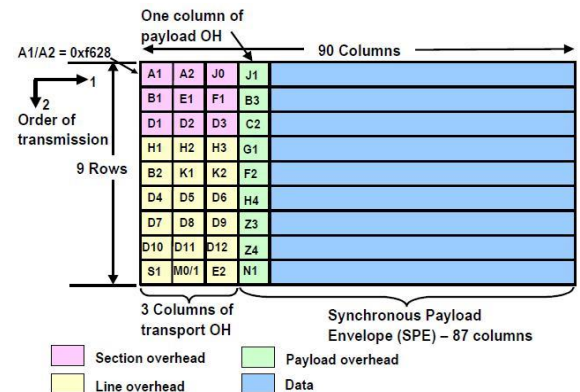 One column of
payload OH
A1/A2 = 0xf628
90 Columns
1
2
Order of
transmission
9 Rows
A1 A2 J0 J1
B1 E1 F1 B3
D1 D2 D3 C2
H1 H2 H3 G1
B2 K1 K2 F2
D4 D5 D6 H4
D7 D8 D9 Z3
D10 D11 D12 Z4
S1 M0/1 E2 N1
3 Columns of
transport OH
Synchronous Payload
Envelope (SPE) – 87 columns
Section overhead
Payload overhead
Line overhead
Data